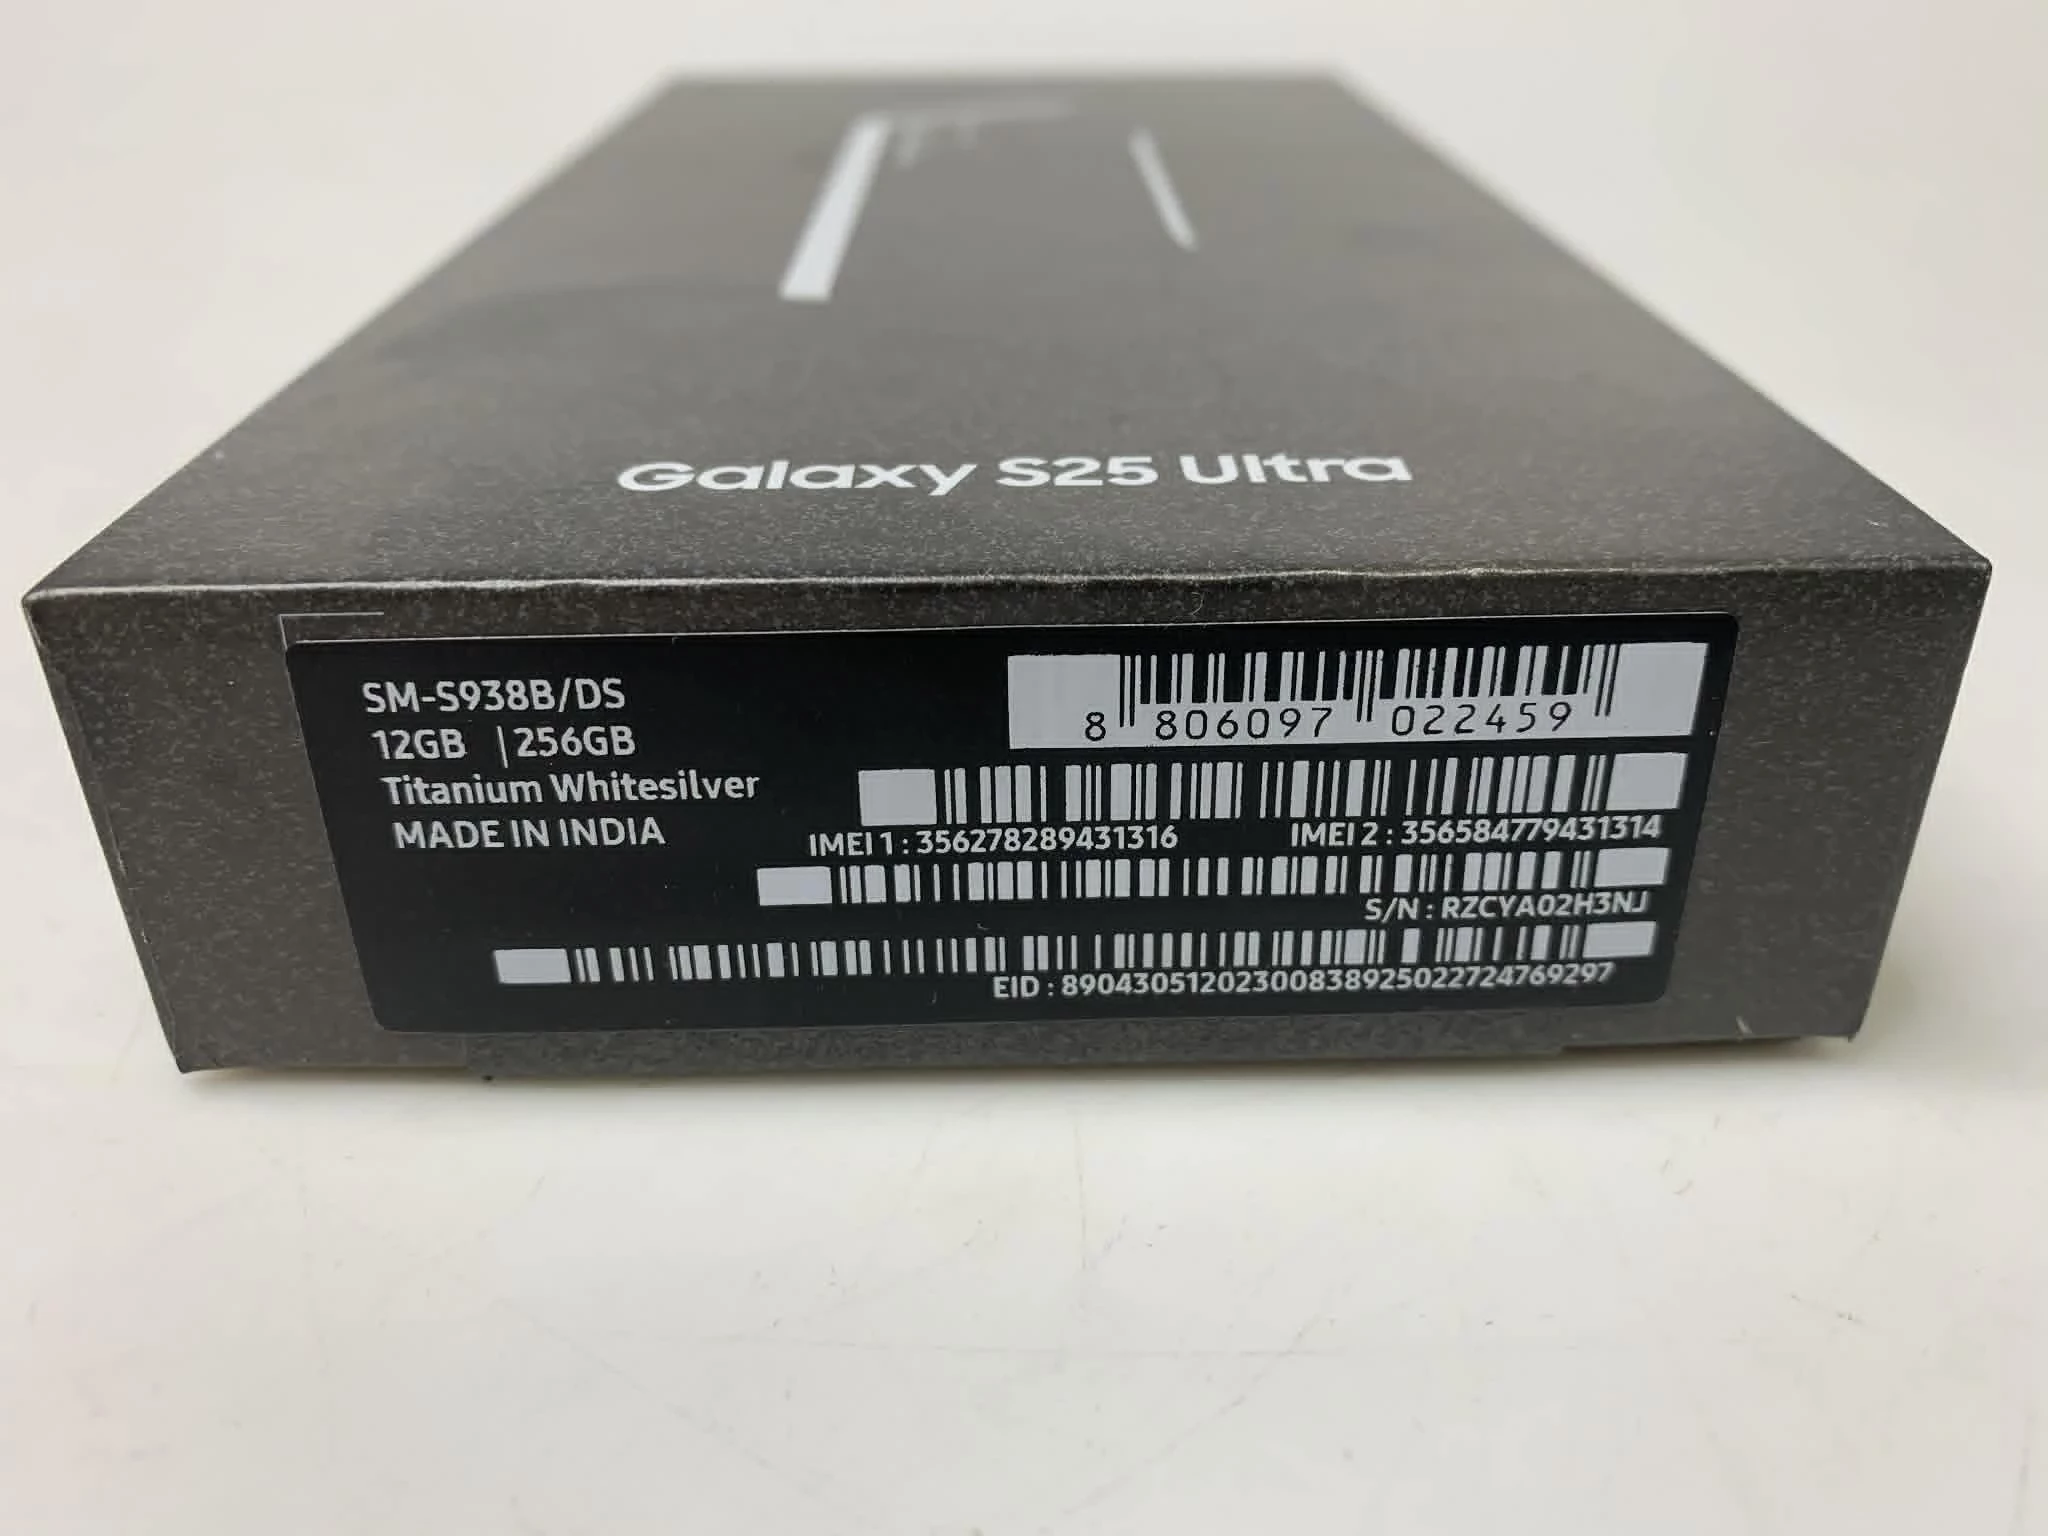 Galaxy S25 Ultra
SM-S938B/DS
12GB | 256GB
Titanium Whitesilver
MADE IN INDIA
8 806097 022459
IMEI 1 : 356278289431316 IMEI 2 : 356584779431314
S/N : RZCYA02H3NJ
EID : 89043051202300838925022724769297